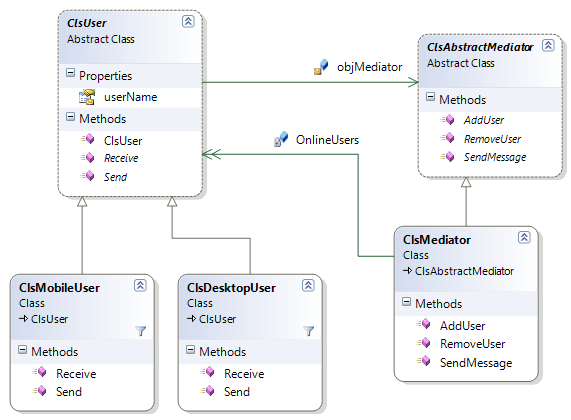 ClsUser
Abstract Class
Properties
userName
Methods
ClsUser
Receive
Send
objMediator
OnlineUsers
ClsAbstractMediator
Abstract Class
Methods
AddUser
RemoveUser
SendMessage
ClsMobileUser
Class
ClsUser
Methods
Receive
Send
ClsDesktopUser
Class
ClsUser
Methods
Receive
Send
ClsMediator
Class
ClsAbstractMediator
Methods
AddUser
RemoveUser
SendMessage